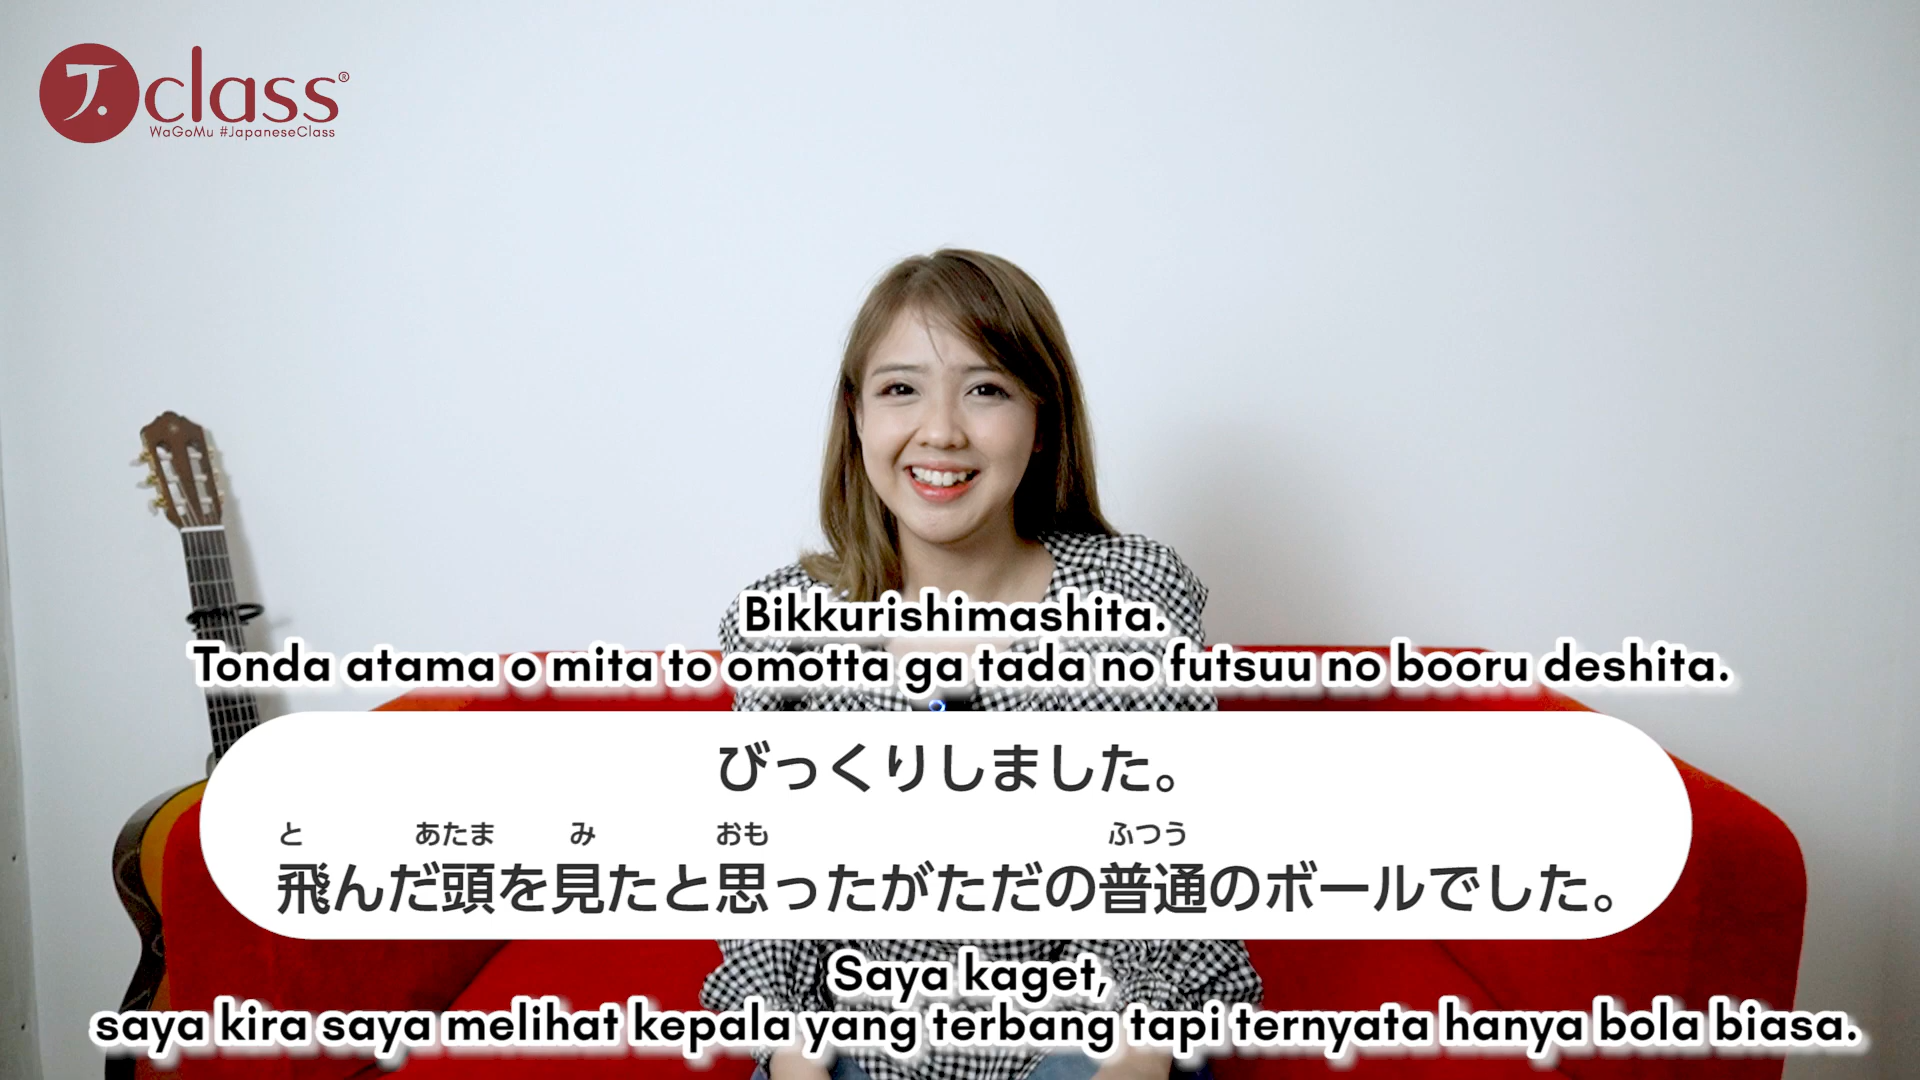 J.class®
WaGoMu #JapaneseClass
Bikkurishimashita.
Tonda atama o mita to omotta ga tada no futsuu no booru deshita.
びっくりしました。
と あたま み おも ふつう
飛んだ頭を見たと思ったがただの普通のボールでした。
Saya kaget,
saya kira saya melihat kepala yang terbang tapi ternyata hanya bola biasa.